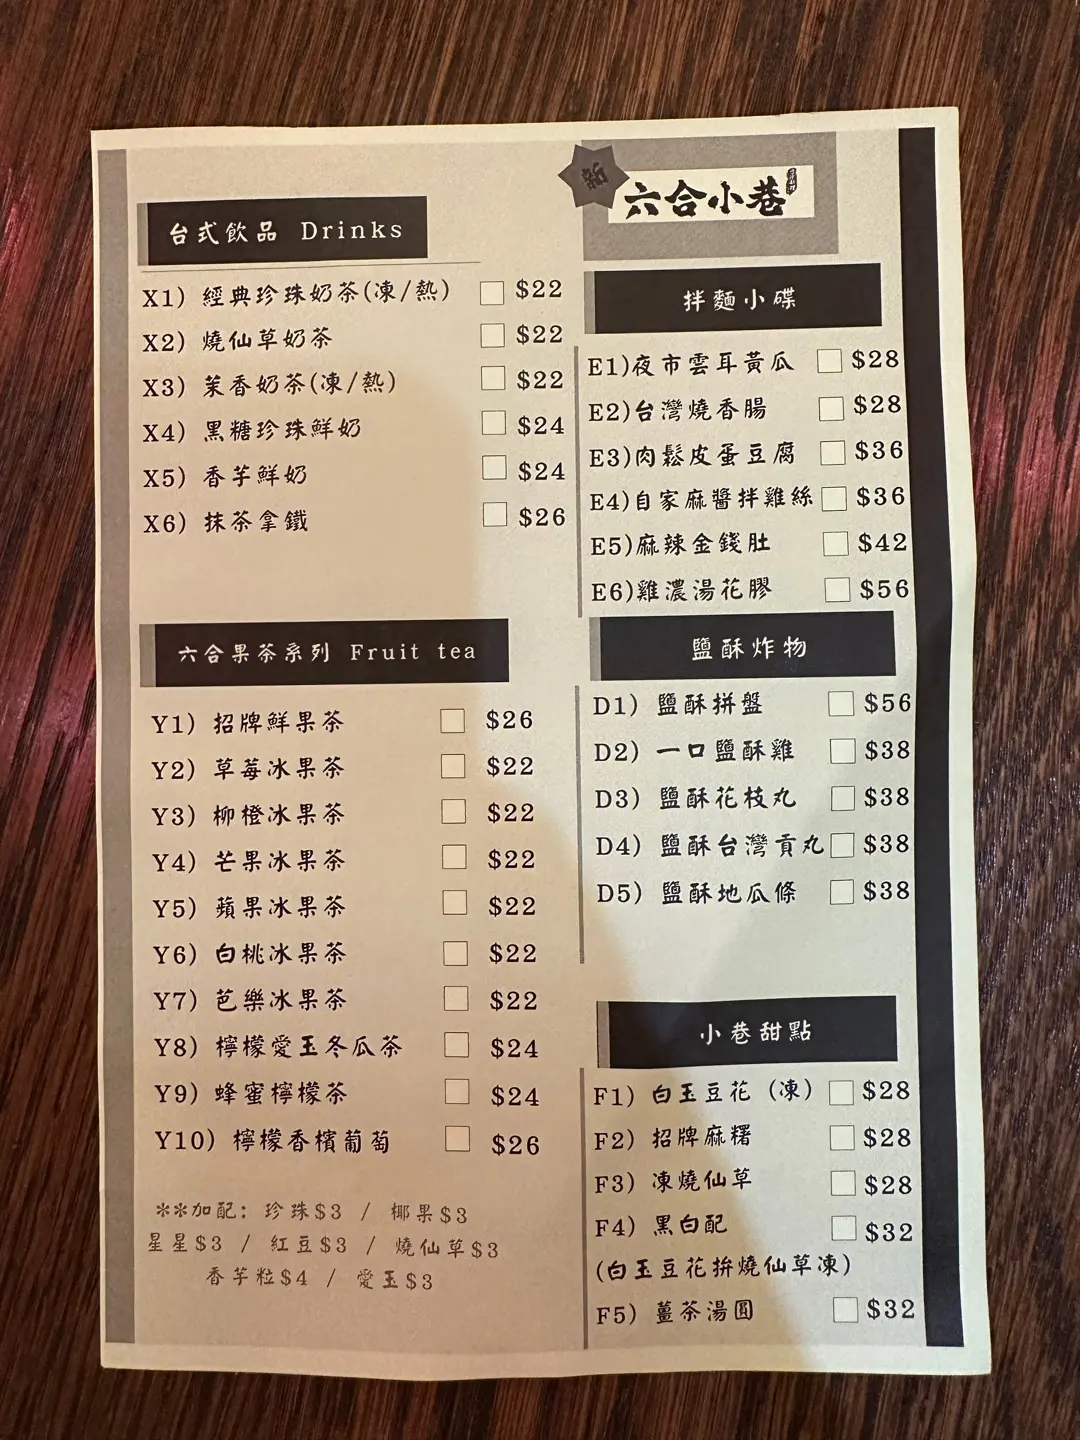 台式飲品 Drinks
X1) 經典珍珠奶茶(凍/熱) $22
X2) 燒仙草奶茶 $22
X3) 茉香奶茶(凍/熱) $22
X4) 黑糖珍珠鮮奶 $24
X5) 香芋鮮奶 $24
X6) 抹茶拿鐵 $26
六合果茶系列 Fruit tea
Y1) 招牌鮮果茶 $26
Y2) 草莓冰果茶 $22
Y3) 柳橙冰果茶 $22
Y4) 芒果冰果茶 $22
Y5) 蘋果冰果茶 $22
Y6) 白桃冰果茶 $22
Y7) 芭樂冰果茶 $22
Y8) 檸檬愛玉冬瓜茶 $24
Y9) 蜂蜜檸檬茶 $24
Y10) 檸檬香檳葡萄 $26
**加配: 珍珠$3 / 椰果$3
星星$3 / 紅豆$3 / 燒仙草$3
香芋粒$4 / 愛玉$3
六合小巷
拌麵小碟
E1)夜市雲耳黃瓜 $28
E2)台灣燒香腸 $28
E3)肉鬆皮蛋豆腐 $36
E4)自家麻醬拌雞絲 $36
E5)麻辣金錢肚 $42
E6)雞濃湯花膠 $56
鹽酥炸物
D1) 鹽酥拼盤 $56
D2) 一口鹽酥雞 $38
D3) 鹽酥花枝丸 $38
D4) 鹽酥台灣貢丸 $38
D5) 鹽酥地瓜條 $38
小巷甜點
F1) 白玉豆花 (凍) $28
F2) 招牌麻糬 $28
F3) 凍燒仙草 $28
F4) 黑白配 $32
(白玉豆花拚燒仙草凍)
F5) 薑茶湯圓 $32